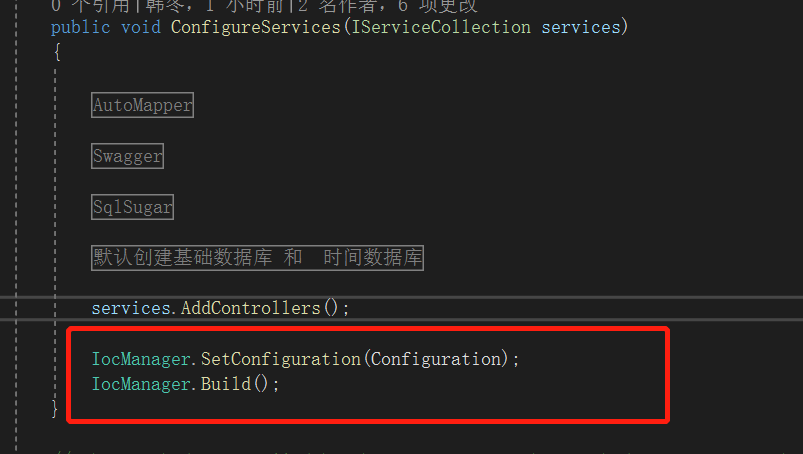 0 个引用|韩冬，1 小时前|2 名作者，6 项更改
public void ConfigureServices(IServiceCollection services)
{
AutoMapper
Swagger
SqlSugar
默认创建基础数据库 和  时间数据库
services.AddControllers();
IocManager.SetConfiguration(Configuration);
IocManager.Build();
}